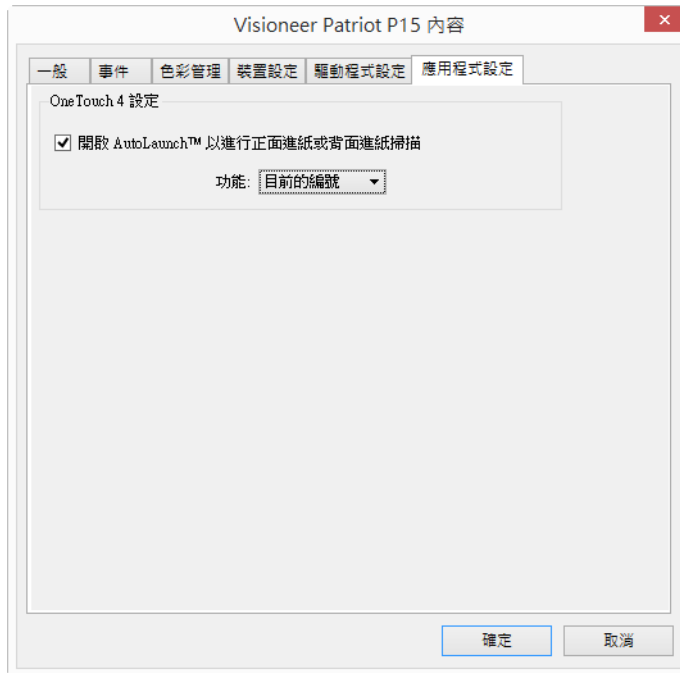 Visioneer Patriot P15 內容
一般 事件 色彩管理 裝置設定 驅動程式設定 應用程式設定
OneTouch 4 設定
開啟 AutoLaunch™ 以進行正面進紙或背面進紙掃描
功能: 目前的編號
確定 取消